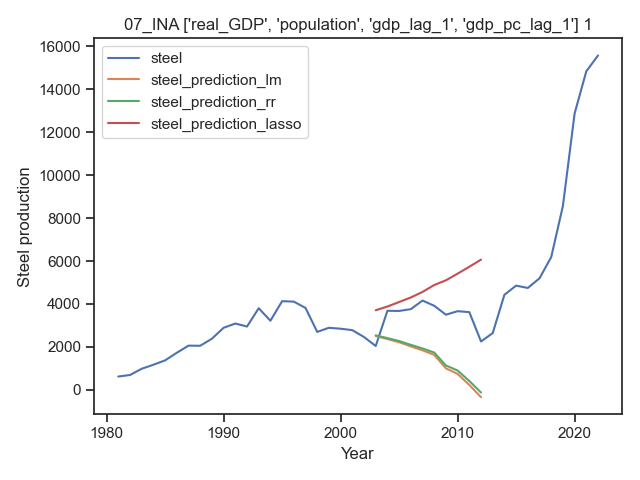 07_INA ['real_GDP', 'population', 'gdp_lag_1', 'gdp_pc_lag_1'] 1
steel
steel_prediction_lm
steel_prediction_rr
steel_prediction_lasso
Steel production
16000
14000
12000
10000
8000
6000
4000
2000
0
1980
1990
2000
2010
2020
Year